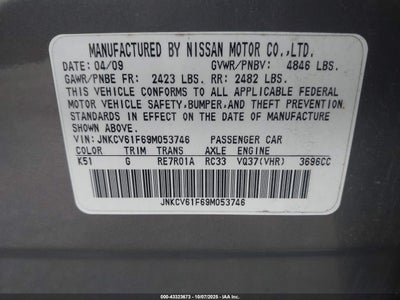 MANUFACTURED BY NISSAN MOTOR CO.,LTD.
DATE: 04/09 GVWR/PNBV: 4846 LBS.
GAWR/PNBE FR: 2423 LBS. RR: 2482 LBS.
THIS VEHICLE CONFORMS TO ALL APPLICABLE FEDERAL
MOTOR VEHICLE SAFETY,BUMPER,AND THEFT PREVENTION
STANDARDS IN EFFECT ON THE DATE OF MANUFACTURE
SHOWN ABOVE.
VIN: JNKCV61F69M053746 PASSENGER CAR
COLOR TRIM TRANS AXLE ENGINE
K51 G RE7R01A RC33 VQ37(VHR) 3696CC
JNKCV61F69M053746
ID: 000-43323673 - 10/07/2025 - IAA Inc.